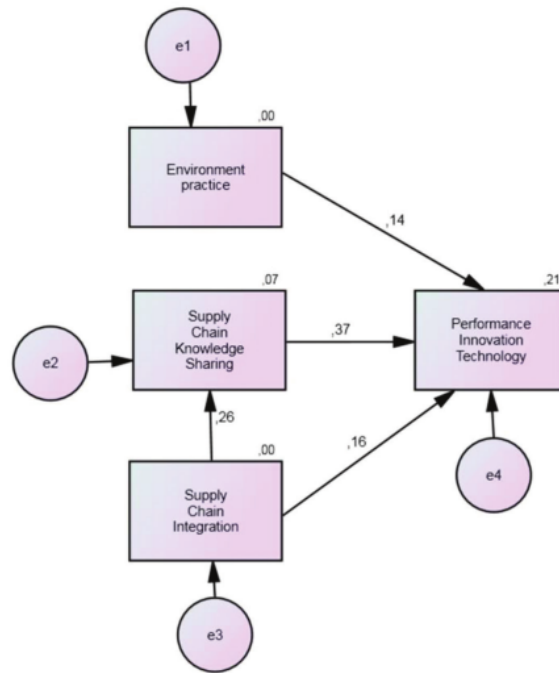 e1
,00
Environment
practice
,14
,07
Supply
Chain
Knowledge
Sharing
,37
,21
Performance
Innovation
Technology
e2
,26
,16
,00
Supply
Chain
Integration
e4
e3